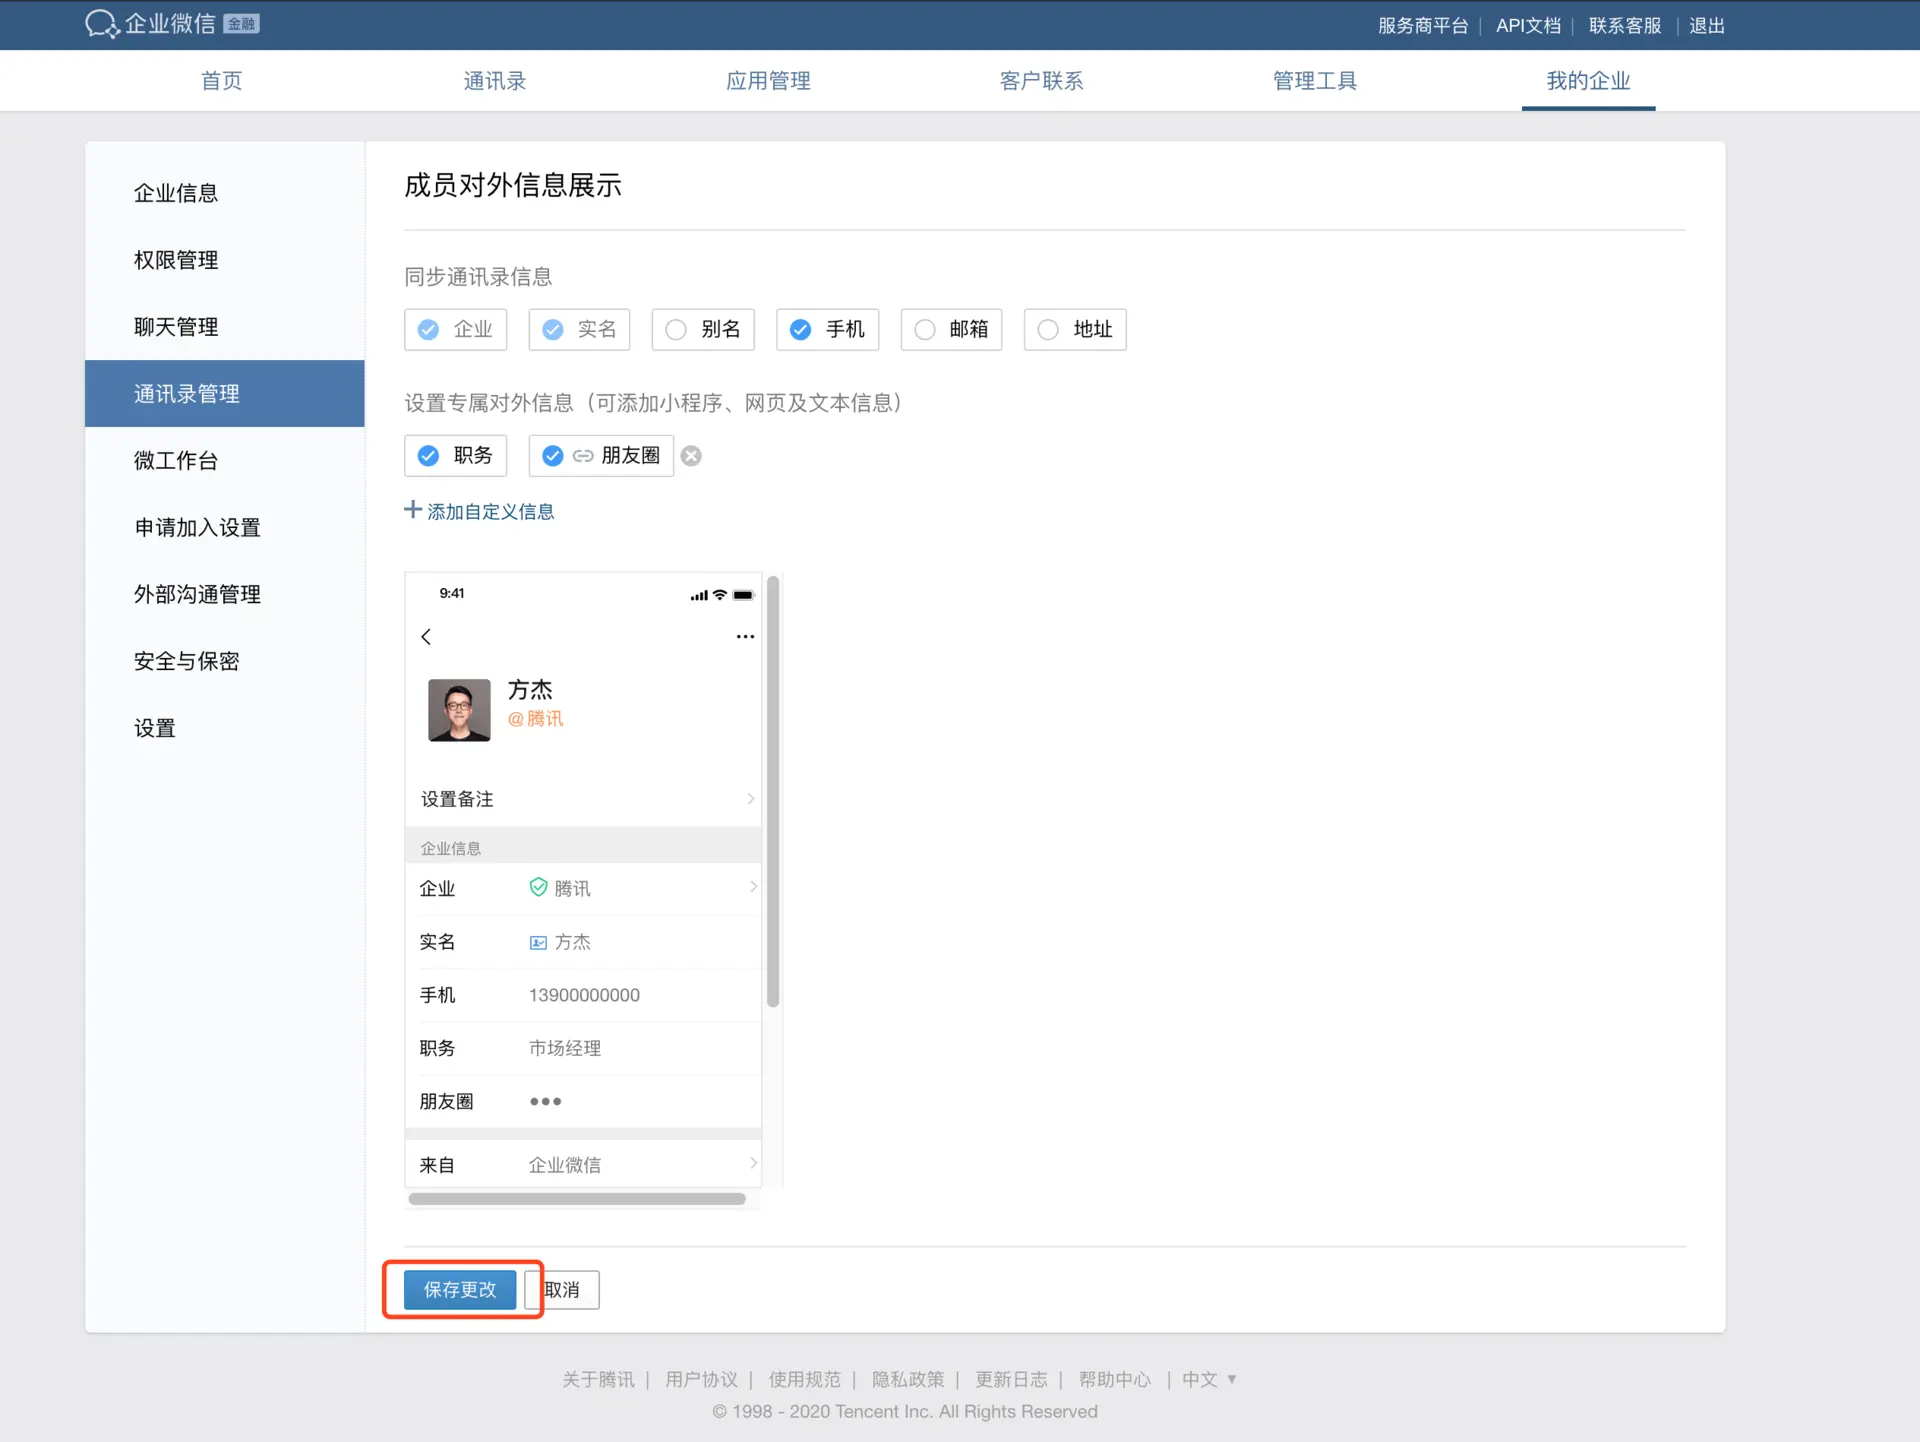 企业微信 金融
服务商平台 | API文档 | 联系客服 | 退出
首页 通讯录 应用管理 客户联系 管理工具 我的企业
企业信息
权限管理
聊天管理
通讯录管理
微工作台
申请加入设置
外部沟通管理
安全与保密
设置
成员对外信息展示
同步通讯录信息
企业 实名 别名 手机 邮箱 地址
设置专属对外信息（可添加小程序、网页及文本信息）
职务 朋友圈
添加自定义信息
9:41
方杰
@腾讯
设置备注
企业信息
企业 腾讯
实名 方杰
手机 13900000000
职务 市场经理
朋友圈 •••
来自 企业微信
保存更改 取消
关于腾讯 | 用户协议 | 使用规范 | 隐私政策 | 更新日志 | 帮助中心 | 中文
© 1998 - 2020 Tencent Inc. All Rights Reserved